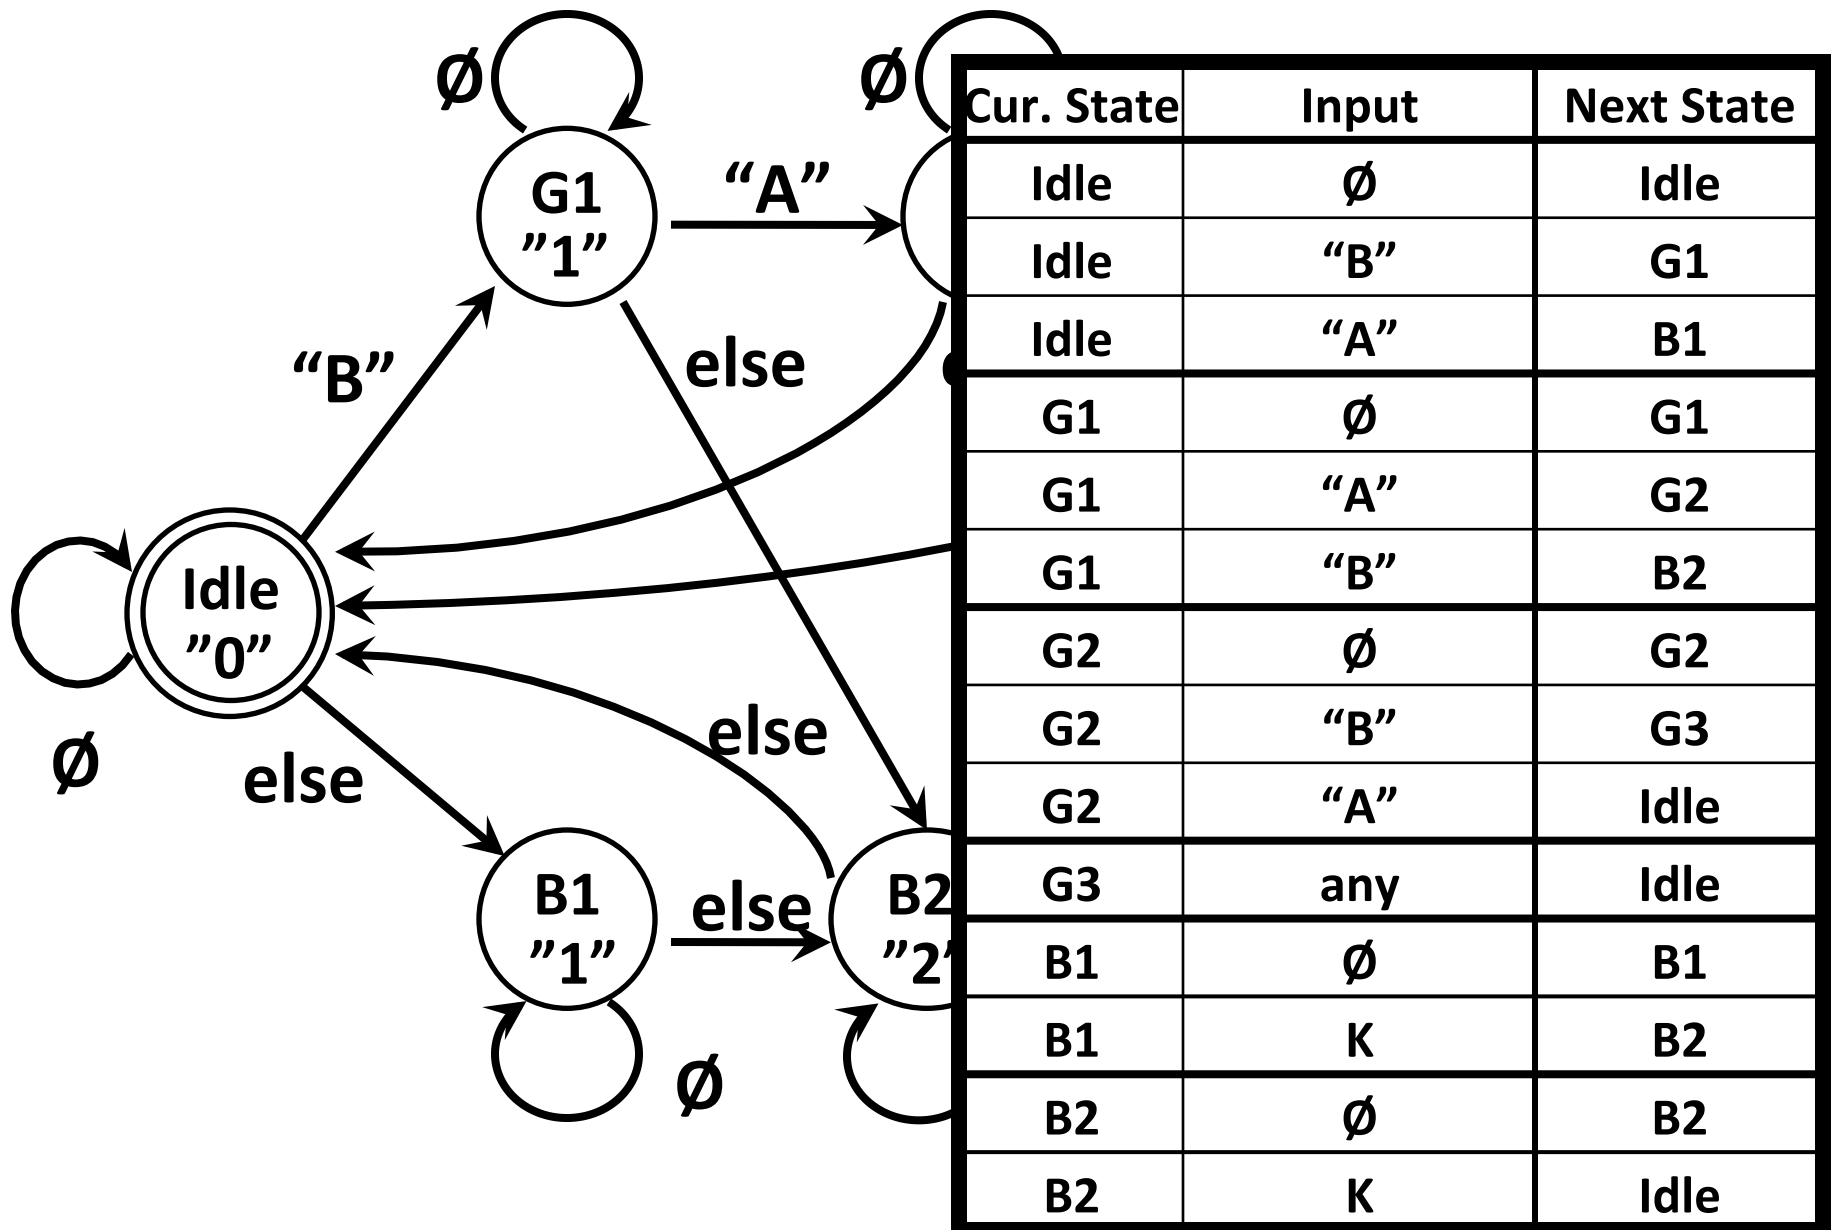 Ø
Ø
G1
”1”
“A”
“B”
else
Idle
”0”
Ø
else
else
B1
”1”
else
B2
”2”
Ø
Cur. State Input Next State
Idle Ø Idle
Idle “B” G1
Idle “A” B1
G1 Ø G1
G1 “A” G2
G1 “B” B2
G2 Ø G2
G2 “B” G3
G2 “A” Idle
G3 any Idle
B1 Ø B1
B1 K B2
B2 Ø B2
B2 K Idle